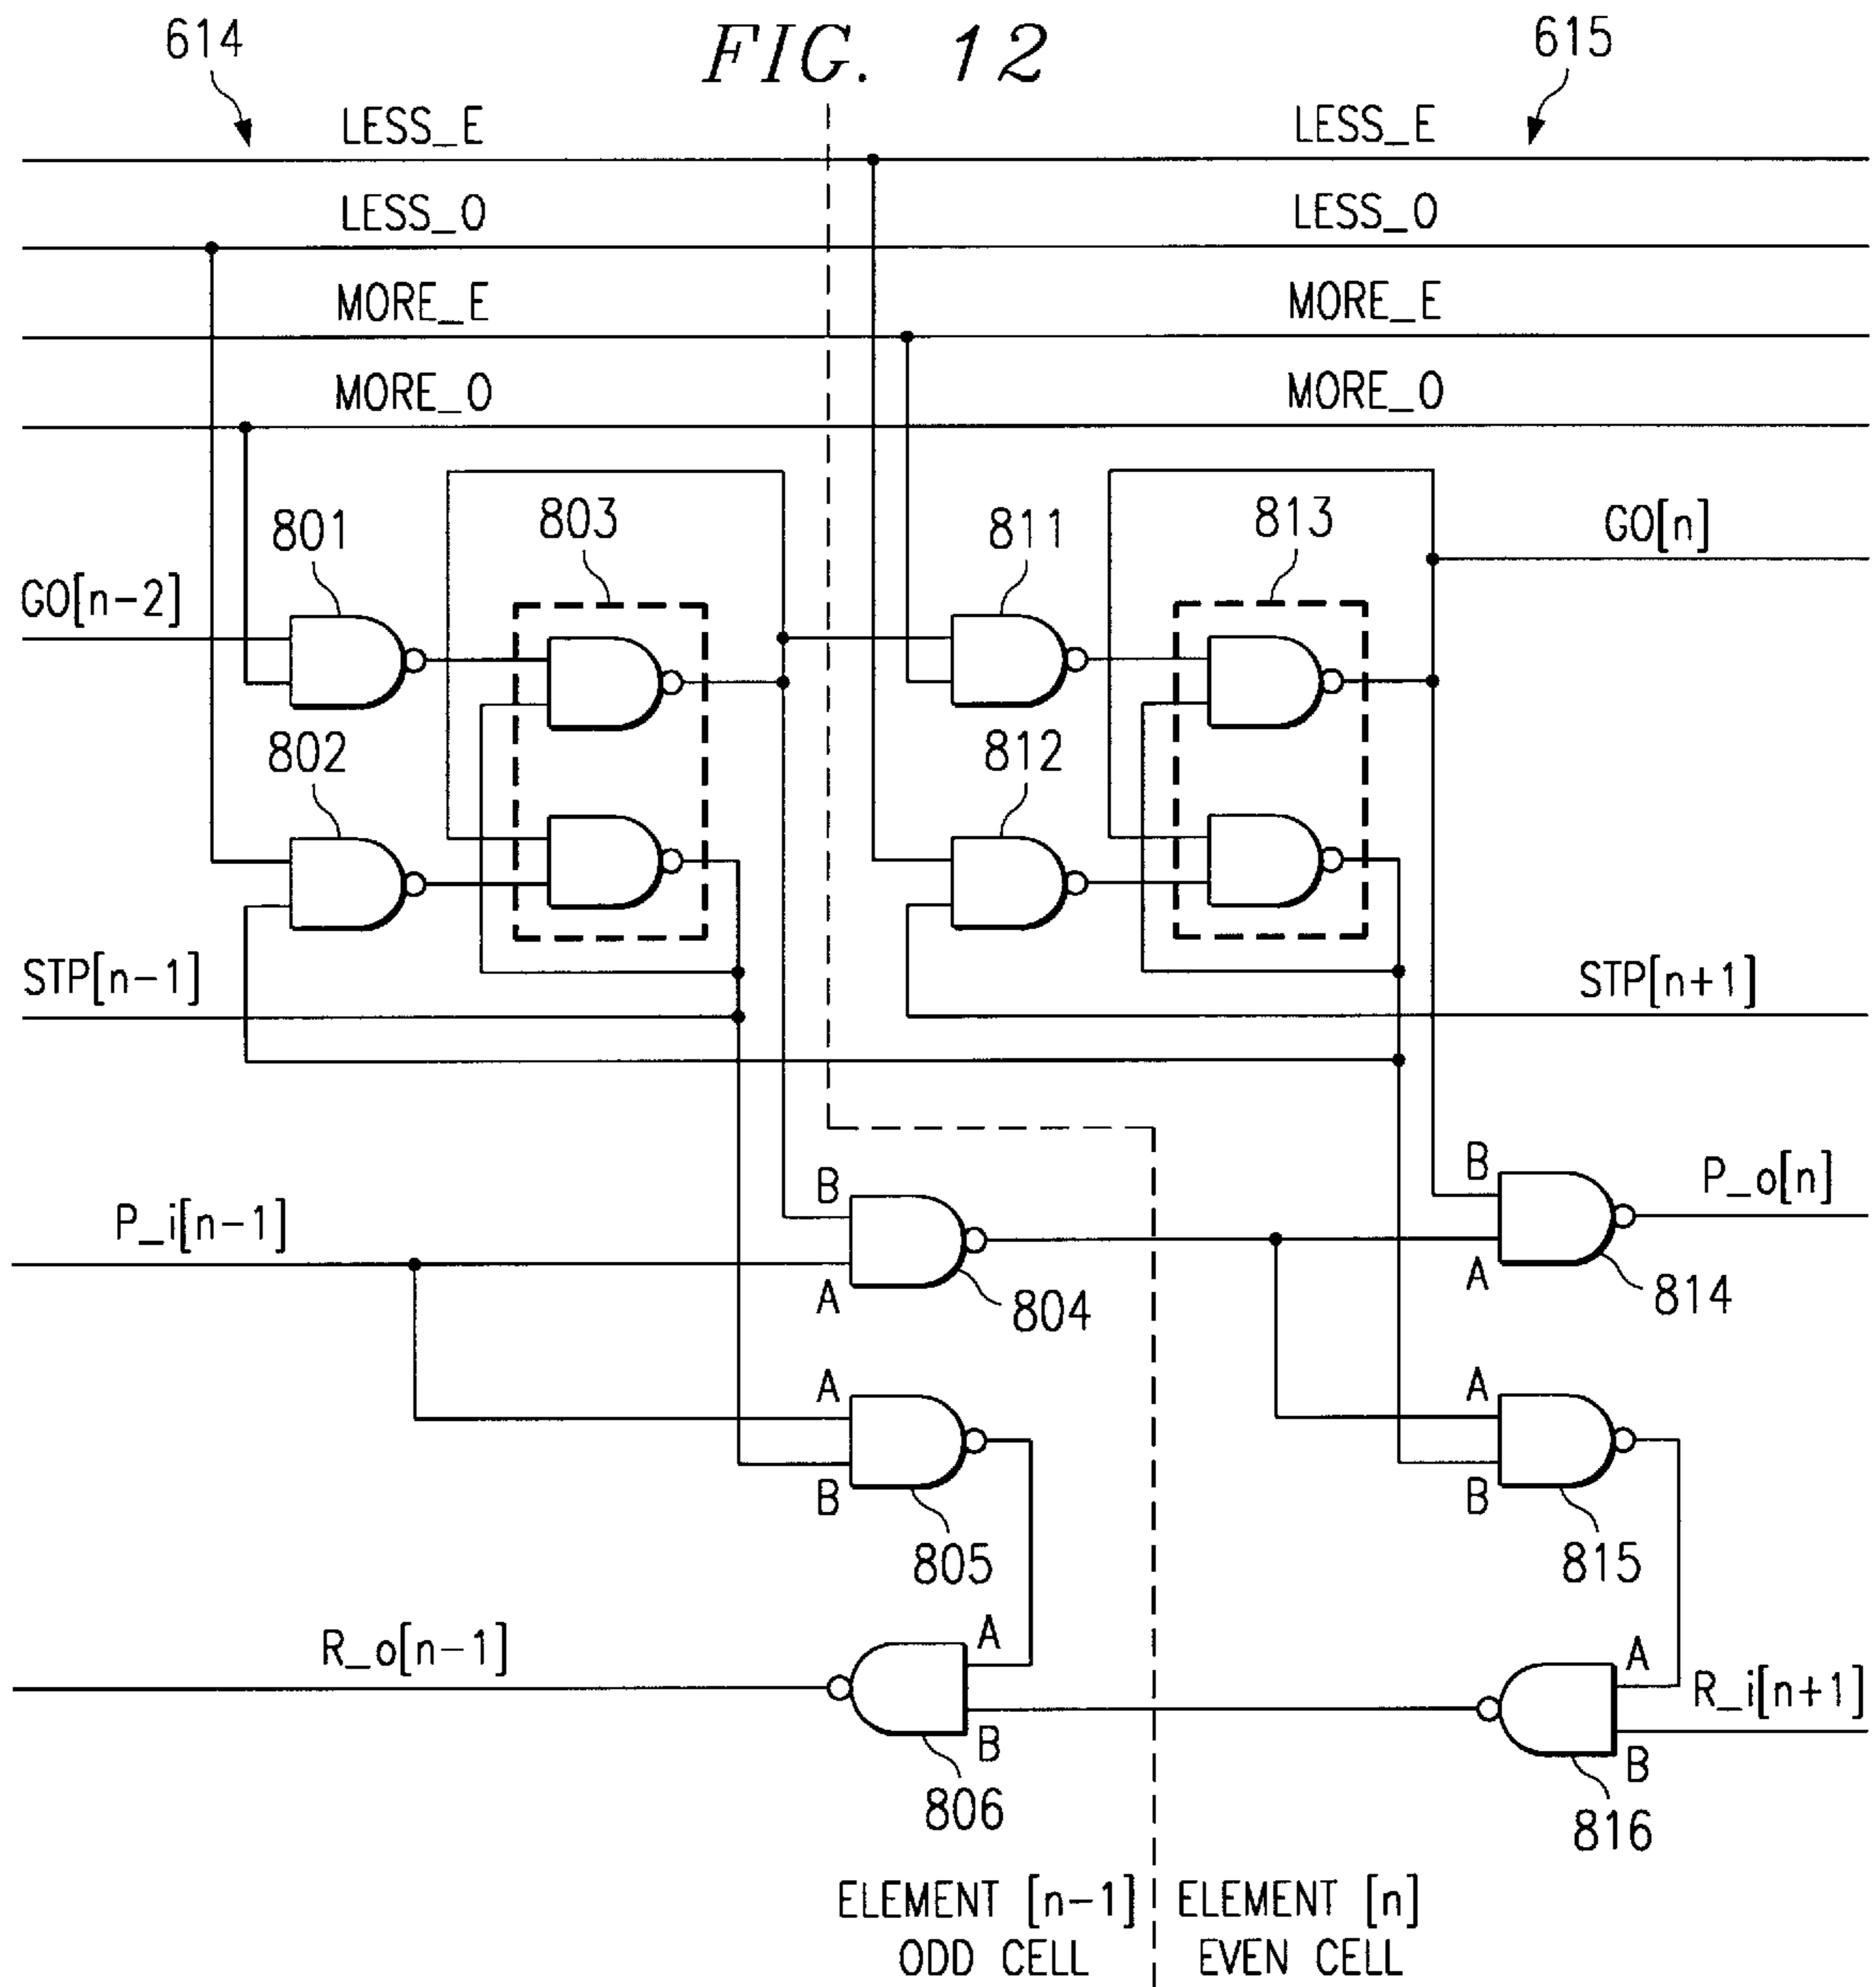 FIG. 12
614
615
LESS_E
LESS_E
LESS_O
LESS_O
MORE_E
MORE_E
MORE_O
MORE_O
801
803
811
813
GO[n]
GO[n-2]
802
812
STP[n-1]
STP[n+1]
P_i[n-1]
B
A
804
B
A
P_o[n]
814
A
B
805
A
B
815
R_o[n-1]
A
B
806
A
B
R_i[n+1]
816
ELEMENT [n-1]
ODD CELL
ELEMENT [n]
EVEN CELL